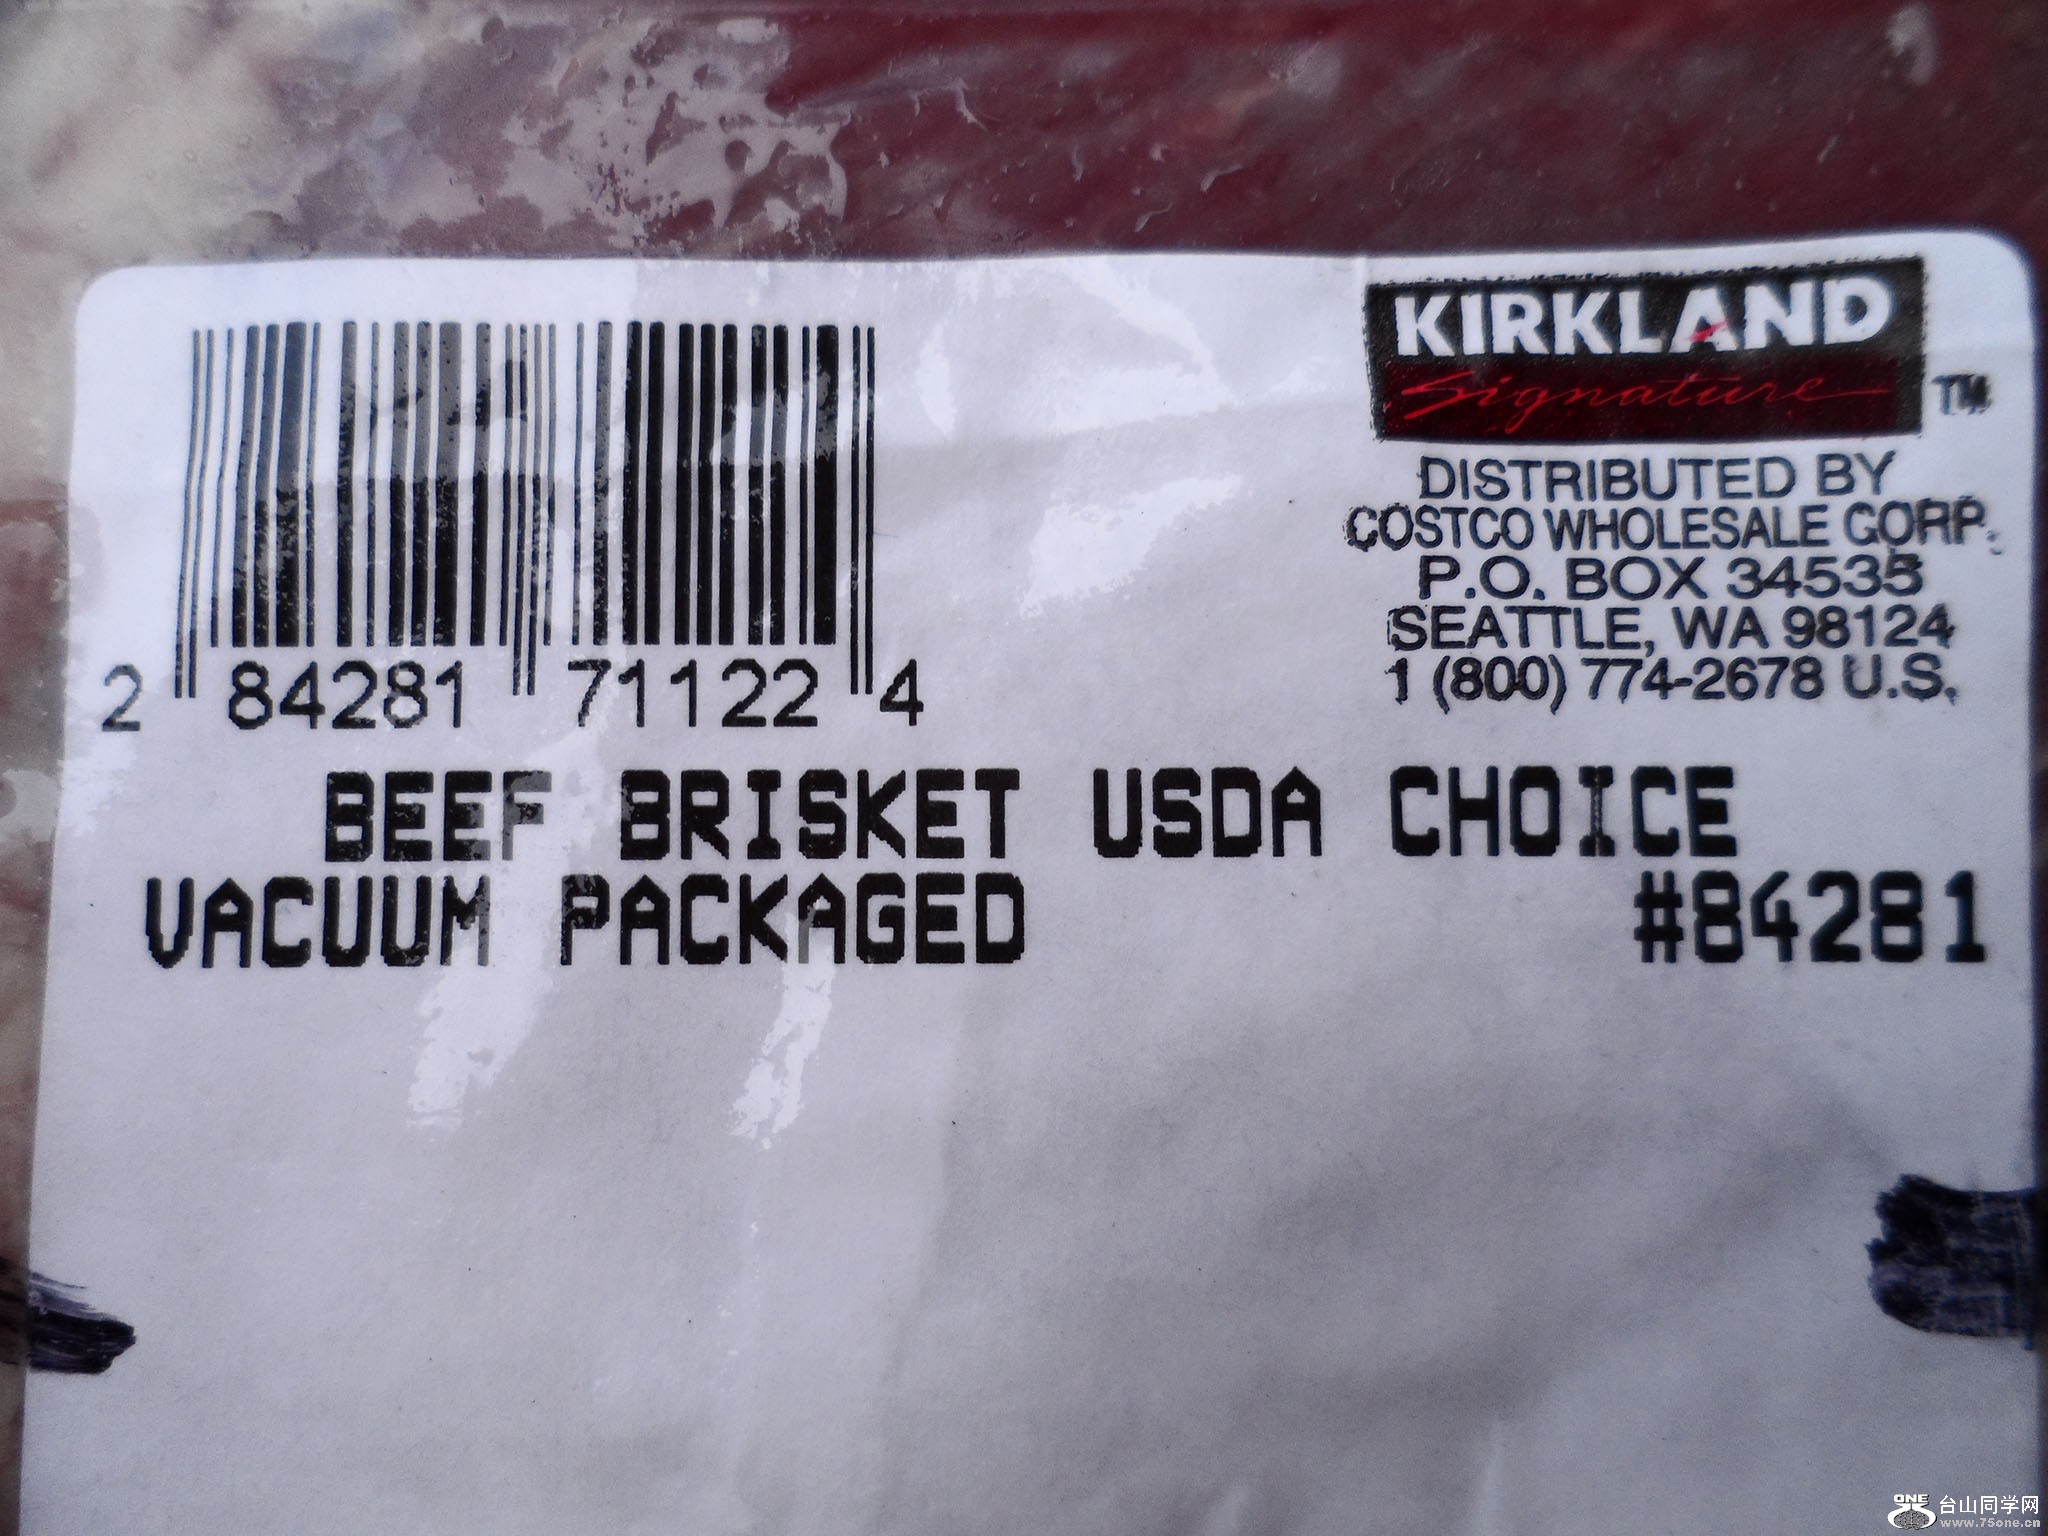 KIRKLAND
Signature TM
DISTRIBUTED BY
COSTCO WHOLESALE CORP.
P.O. BOX 34535
SEATTLE, WA 98124
1 (800) 774-2678 U.S.
2 84281 71122 4
BEEF BRISKET USDA CHOICE
VACUUM PACKAGED #84281
ONE 台山同学网
www.75one.cn